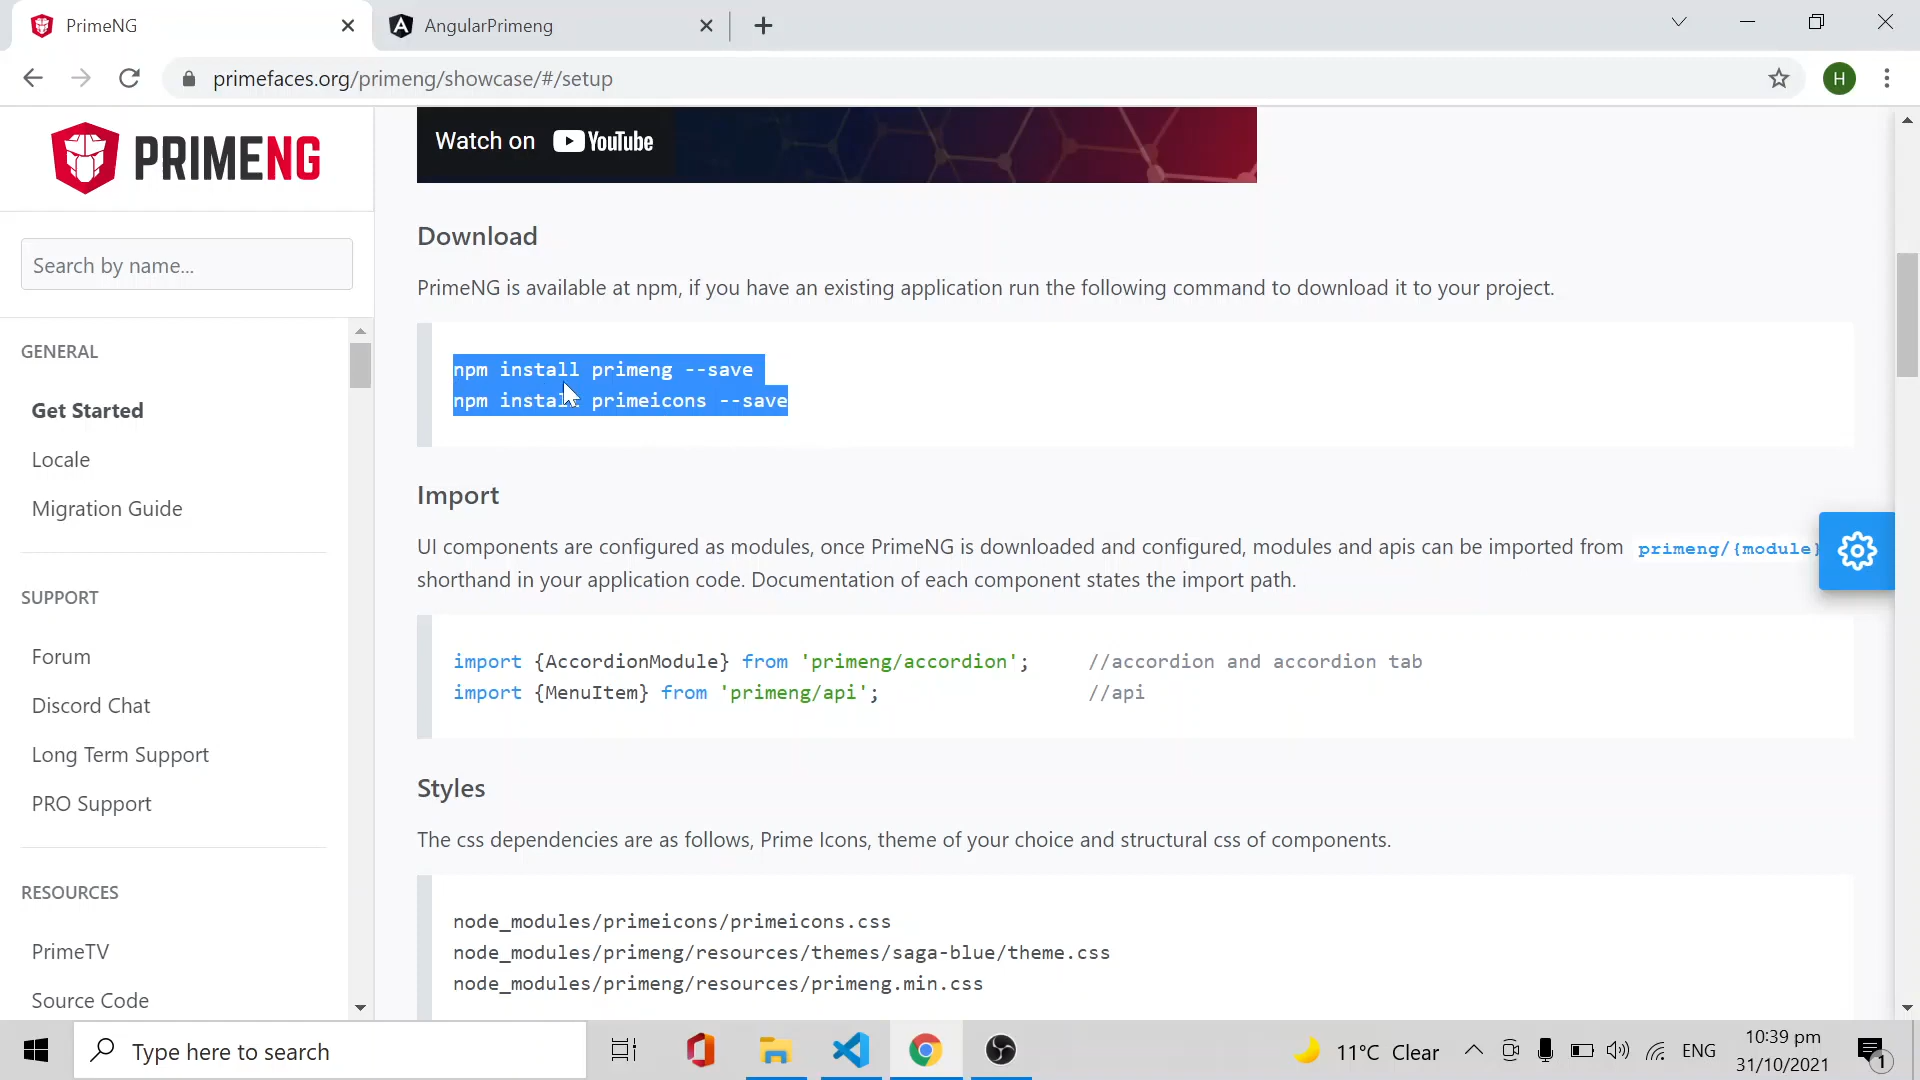 PrimeNG
AngularPrimeng
primefaces.org/primeng/showcase/#/setup
H
PRIMENG
Search by name...
GENERAL
Get Started
Locale
Migration Guide
SUPPORT
Forum
Discord Chat
Long Term Support
PRO Support
RESOURCES
PrimeTV
Source Code
Watch on YouTube
Download
PrimeNG is available at npm, if you have an existing application run the following command to download it to your project.
npm install primeng --save
npm install primeicons --save
Import
UI components are configured as modules, once PrimeNG is downloaded and configured, modules and apis can be imported from primeng/{module}
shorthand in your application code. Documentation of each component states the import path.
import {AccordionModule} from 'primeng/accordion'; //accordion and accordion tab
import {MenuItem} from 'primeng/api'; //api
Styles
The css dependencies are as follows, Prime Icons, theme of your choice and structural css of components.
node_modules/primeicons/primeicons.css
node_modules/primeng/resources/themes/saga-blue/theme.css
node_modules/primeng/resources/primeng.min.css
Type here to search
11°C Clear
ENG
10:39 pm
31/10/2021
1